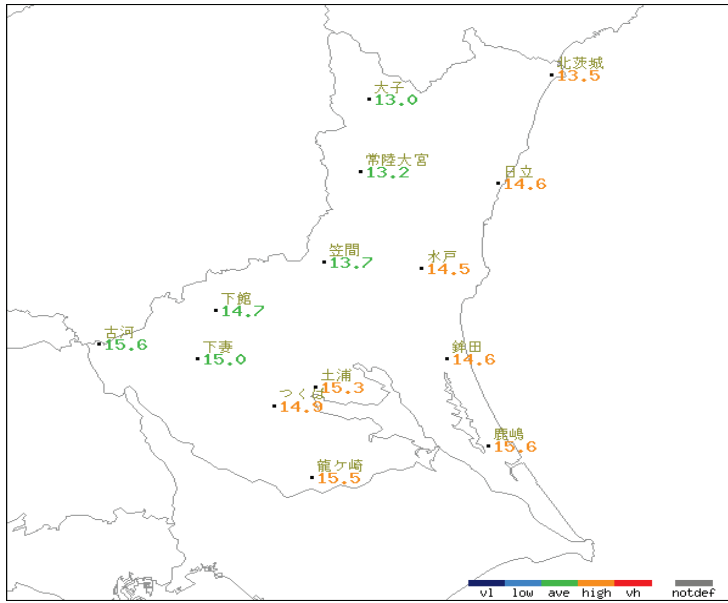 北茨城
13.5
大子
13.0
常陸大宮
13.2
日立
14.6
笠間
13.7
水戸
14.5
下館
14.7
古河
15.6
下妻
15.0
鉾田
14.6
土浦
15.3
つくば
14.9
鹿嶋
15.6
龍ケ崎
15.5
vl low ave high vh notdef